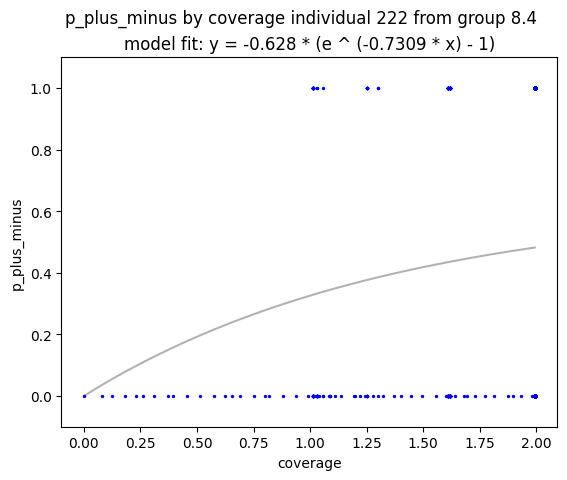 p_plus_minus by coverage individual 222 from group 8.4
model fit: y = -0.628 * (e ^ (-0.7309 * x) - 1)
1.0
0.8
p_plus_minus
0.6
0.4
0.2
0.0
0.00 0.25 0.50 0.75 1.00 1.25 1.50 1.75 2.00
coverage